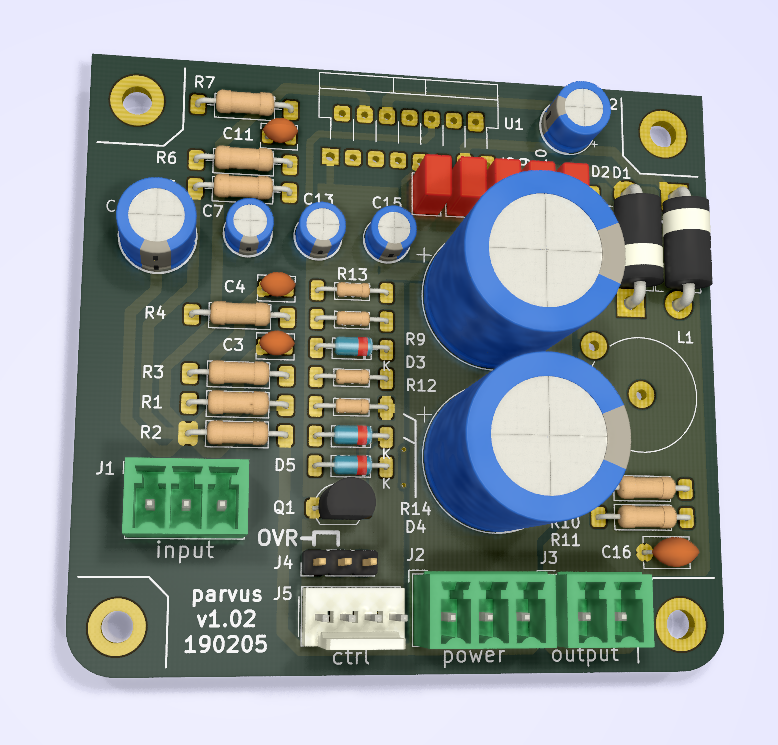 R7
C11
U1
2
R6
D2 D1
C
C7
C13
C15
R13
C4
R4
L1
C3
R9
D3
K
R3
R12
R1
R2
J1
D5
K
K
Q1
R14
D4
R10
R11
C16
OVR
input
J4
J2
J3
J5
parvus
v1.02
190205
ctrl
power
output